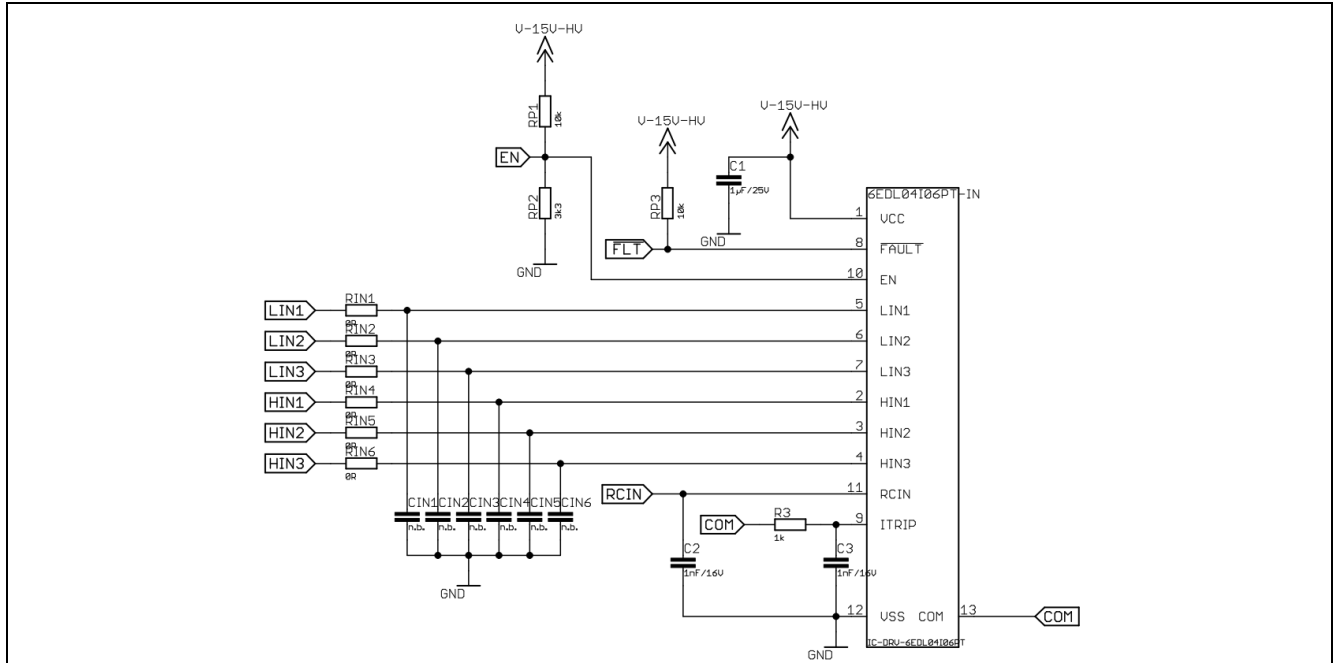 V-15V-HV
RP1
10k
V-15V-HV
V-15V-HV
EN
RP2
3k3
GND
RP3
10k
C1
1µF/25V
GND
FLT
6EDL04I06PT-IN
1 VCC
8 FAULT
10 EN
LIN1 RIN1 0R 5 LIN1
LIN2 RIN2 0R 6 LIN2
LIN3 RIN3 0R 7 LIN3
HIN1 RIN4 0R 2 HIN1
HIN2 RIN5 0R 3 HIN2
HIN3 RIN6 0R 4 HIN3
CIN1 CIN2 CIN3 CIN4 CIN5 CIN6
n.b. n.b. n.b. n.b. n.b. n.b.
GND
RCIN 11 RCIN
COM R3 1k 9 ITRIP
C2
1nF/16V
C3
1nF/16V
12 VSS COM 13 COM
GND
IC-DRV-6EDL04I06PT